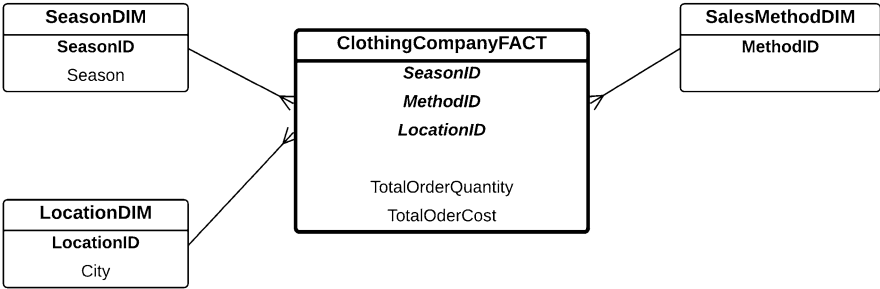 SeasonDIM
SeasonID
Season
ClothingCompanyFACT
SeasonID
MethodID
LocationID
TotalOrderQuantity
TotalOderCost
SalesMethodDIM
MethodID
LocationDIM
LocationID
City